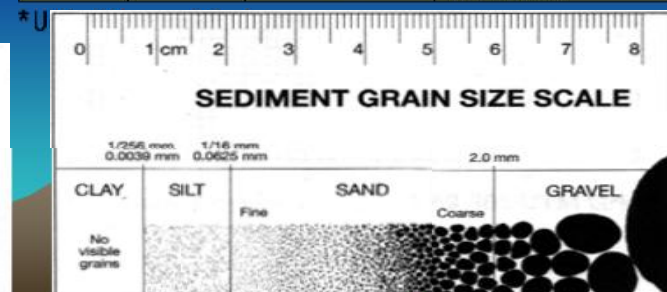 *U
0 1 cm 2 3 4 5 6 7 8
SEDIMENT GRAIN SIZE SCALE
1/256 mm 1/16 mm
0.0039 mm 0.0625 mm 2.0 mm
CLAY SILT SAND GRAVEL
Fine Coarse
No
visible
grains